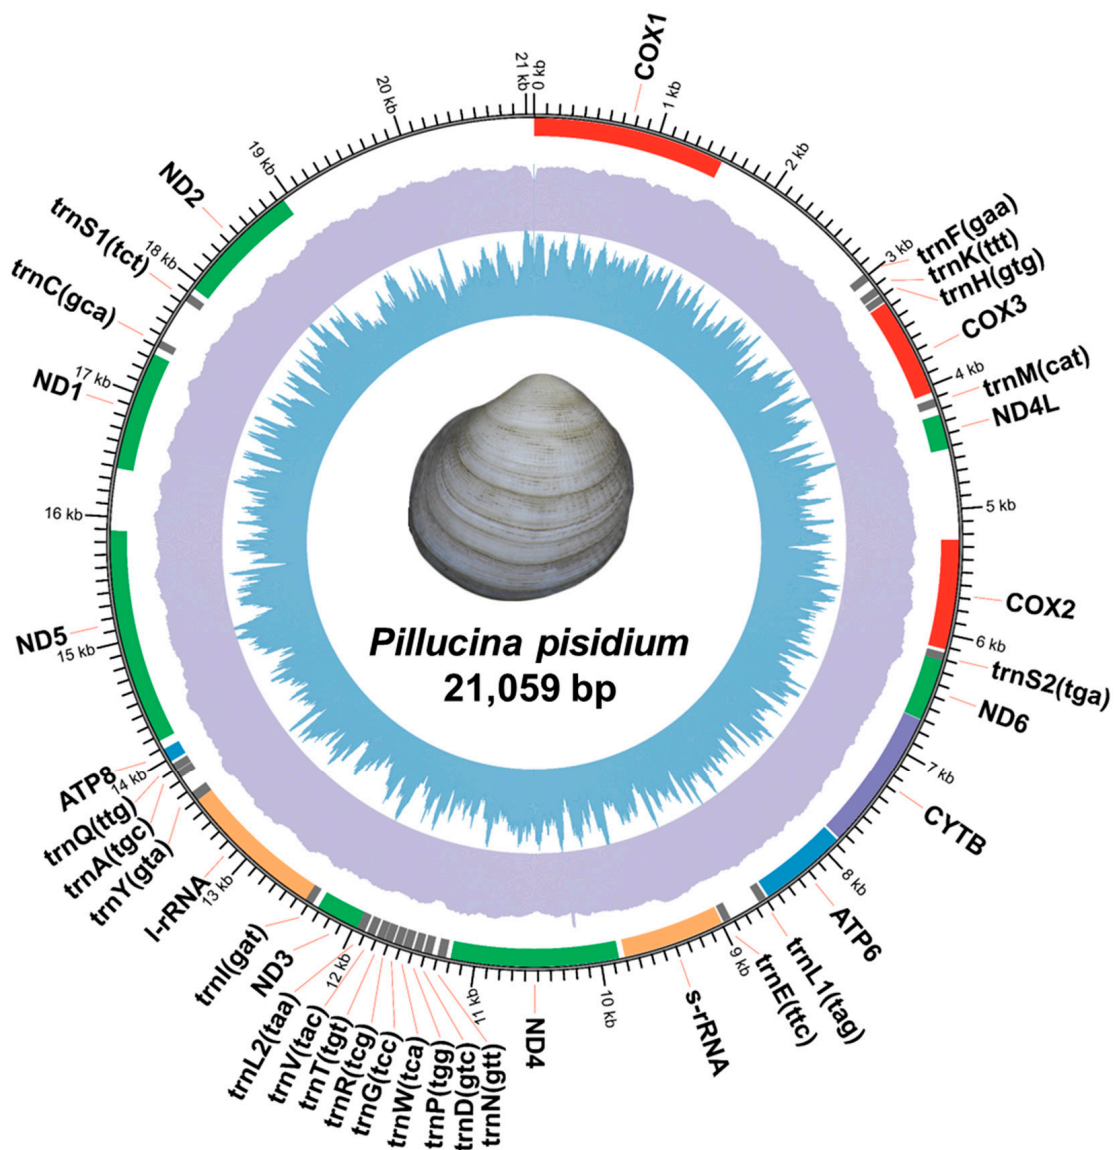 COX1
0 kb
1 kb
2 kb
trnF(gaa)
3 kb
trnK(ttt)
trnH(gtg)
COX3
4 kb
trnM(cat)
ND4L
5 kb
COX2
6 kb
trnS2(tga)
ND6
7 kb
CYTB
8 kb
ATP6
trnL1(tag)
9 kb
trnE(ttc)
s-rRNA
10 kb
ND4
11 kb
trnN(gtt)
trnD(gtc)
trnP(tgg)
trnW(tca)
trnG(tcc)
trnR(tcg)
trnT(tgt)
trnV(tac)
12 kb
trnL2(taa)
ND3
trnI(gat)
13 kb
l-rRNA
trnY(gta)
trnA(tgc)
trnQ(ttg)
14 kb
ATP8
15 kb
ND5
16 kb
ND1
17 kb
trnC(gca)
18 kb
trnS1(tct)
ND2
19 kb
20 kb
21 kb
Pillucina pisidium
21,059 bp